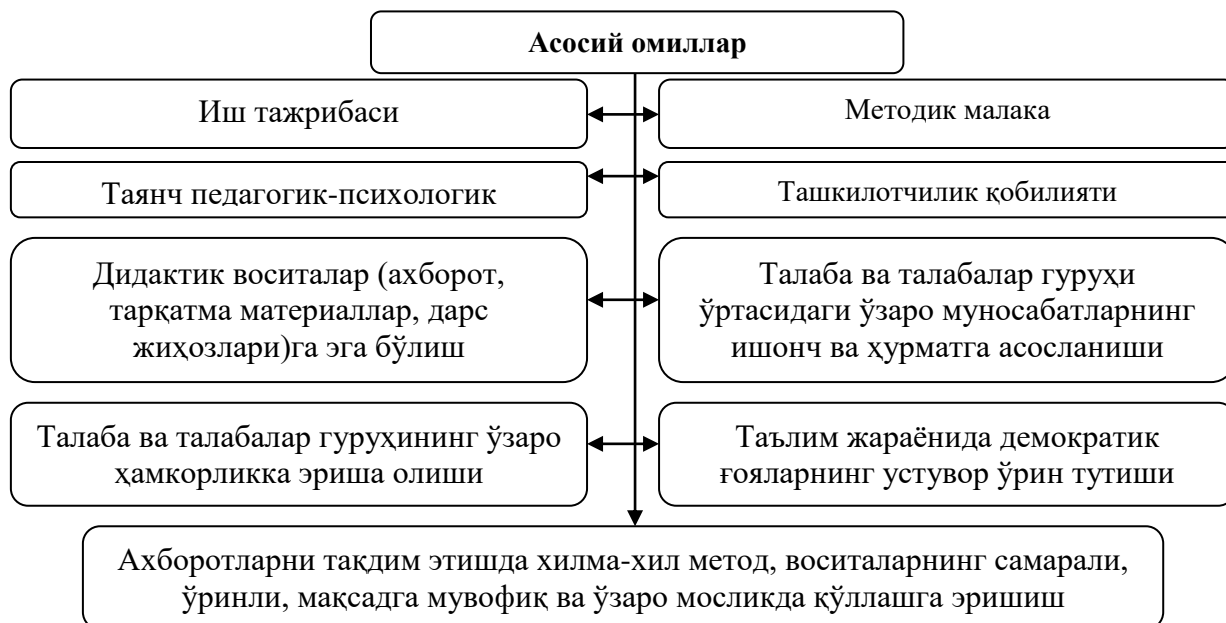 Асосий омиллар
Иш тажрибаси
Методик малака
Таянч педагогик-психологик
Ташкилотчилик қобилияти
Дидактик воситалар (ахборот,
тарқатма материаллар, дарс
жиҳозлари)га эга бўлиш
Талаба ва талабалар гуруҳи
ўртасидаги ўзаро муносабатларнинг
ишонч ва ҳурматга асосланиши
Талаба ва талабалар гуруҳининг ўзаро
ҳамкорликка эриша олиши
Таълим жараёнида демократик
ғояларнинг устувор ўрин тутиши
Ахборотларни тақдим этишда хилма-хил метод, воситаларнинг самарали,
ўринли, мақсадга мувофиқ ва ўзаро мосликда қўллашга эришиш